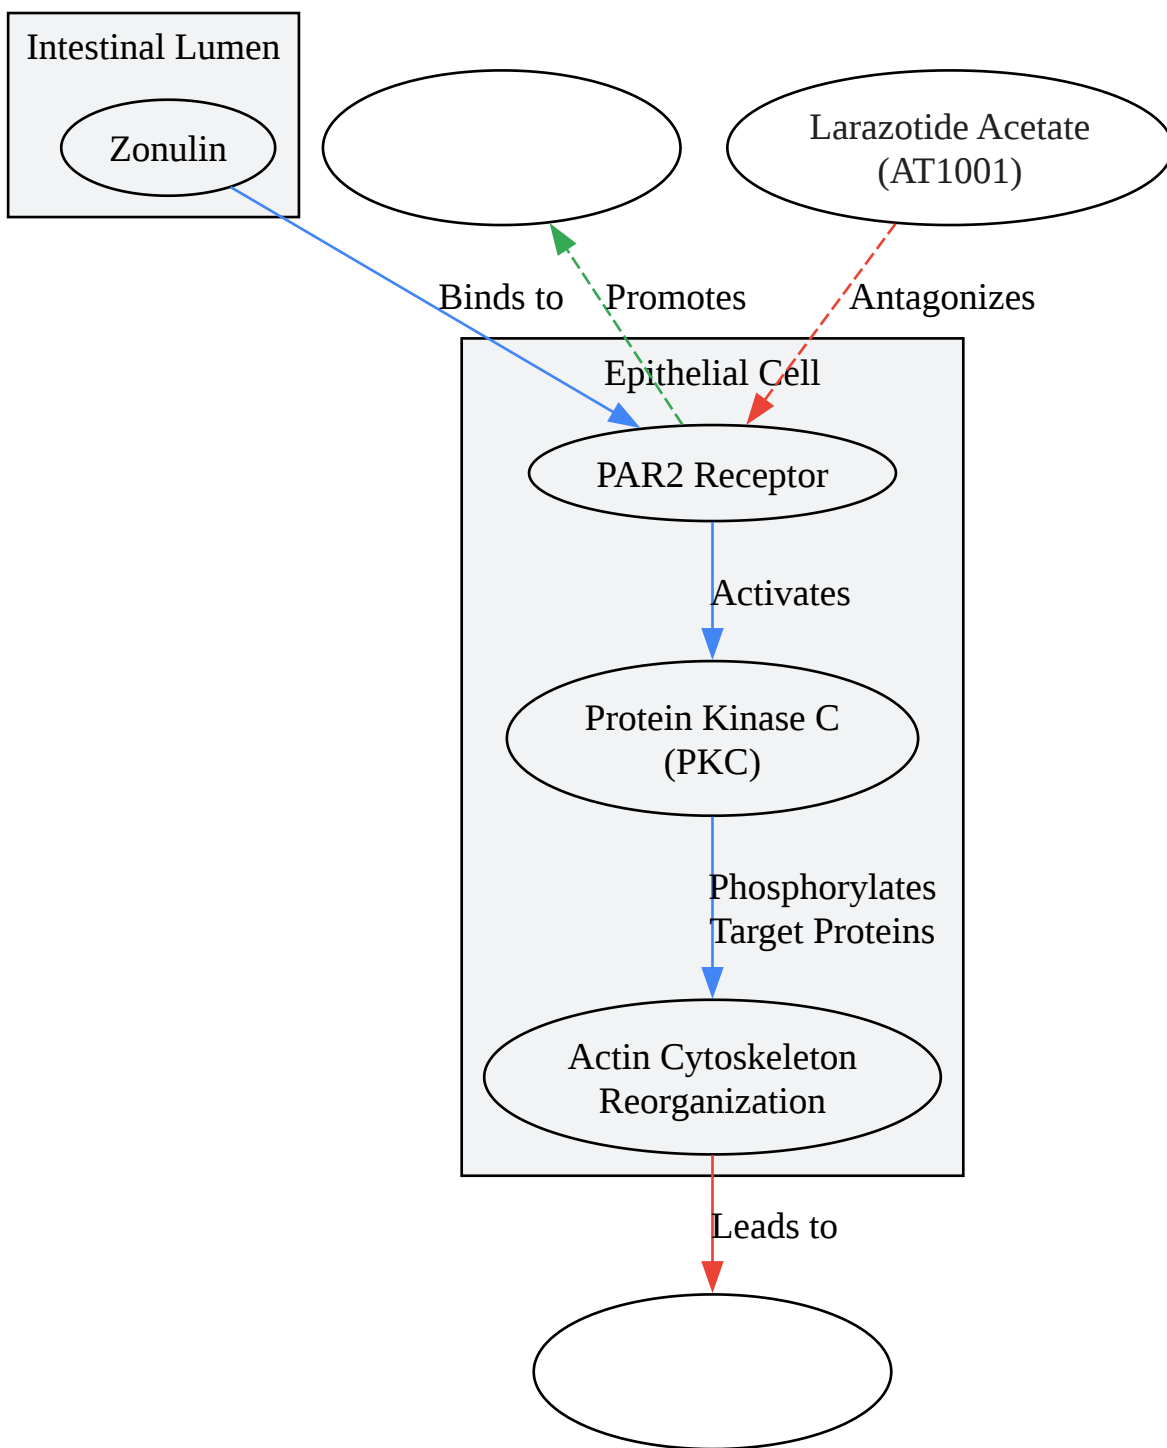 Intestinal Lumen
Zonulin
Larazotide Acetate
(AT1001)
Binds to
Promotes
Antagonizes
Epithelial Cell
PAR2 Receptor
Activates
Protein Kinase C
(PKC)
Phosphorylates
Target Proteins
Actin Cytoskeleton
Reorganization
Leads to